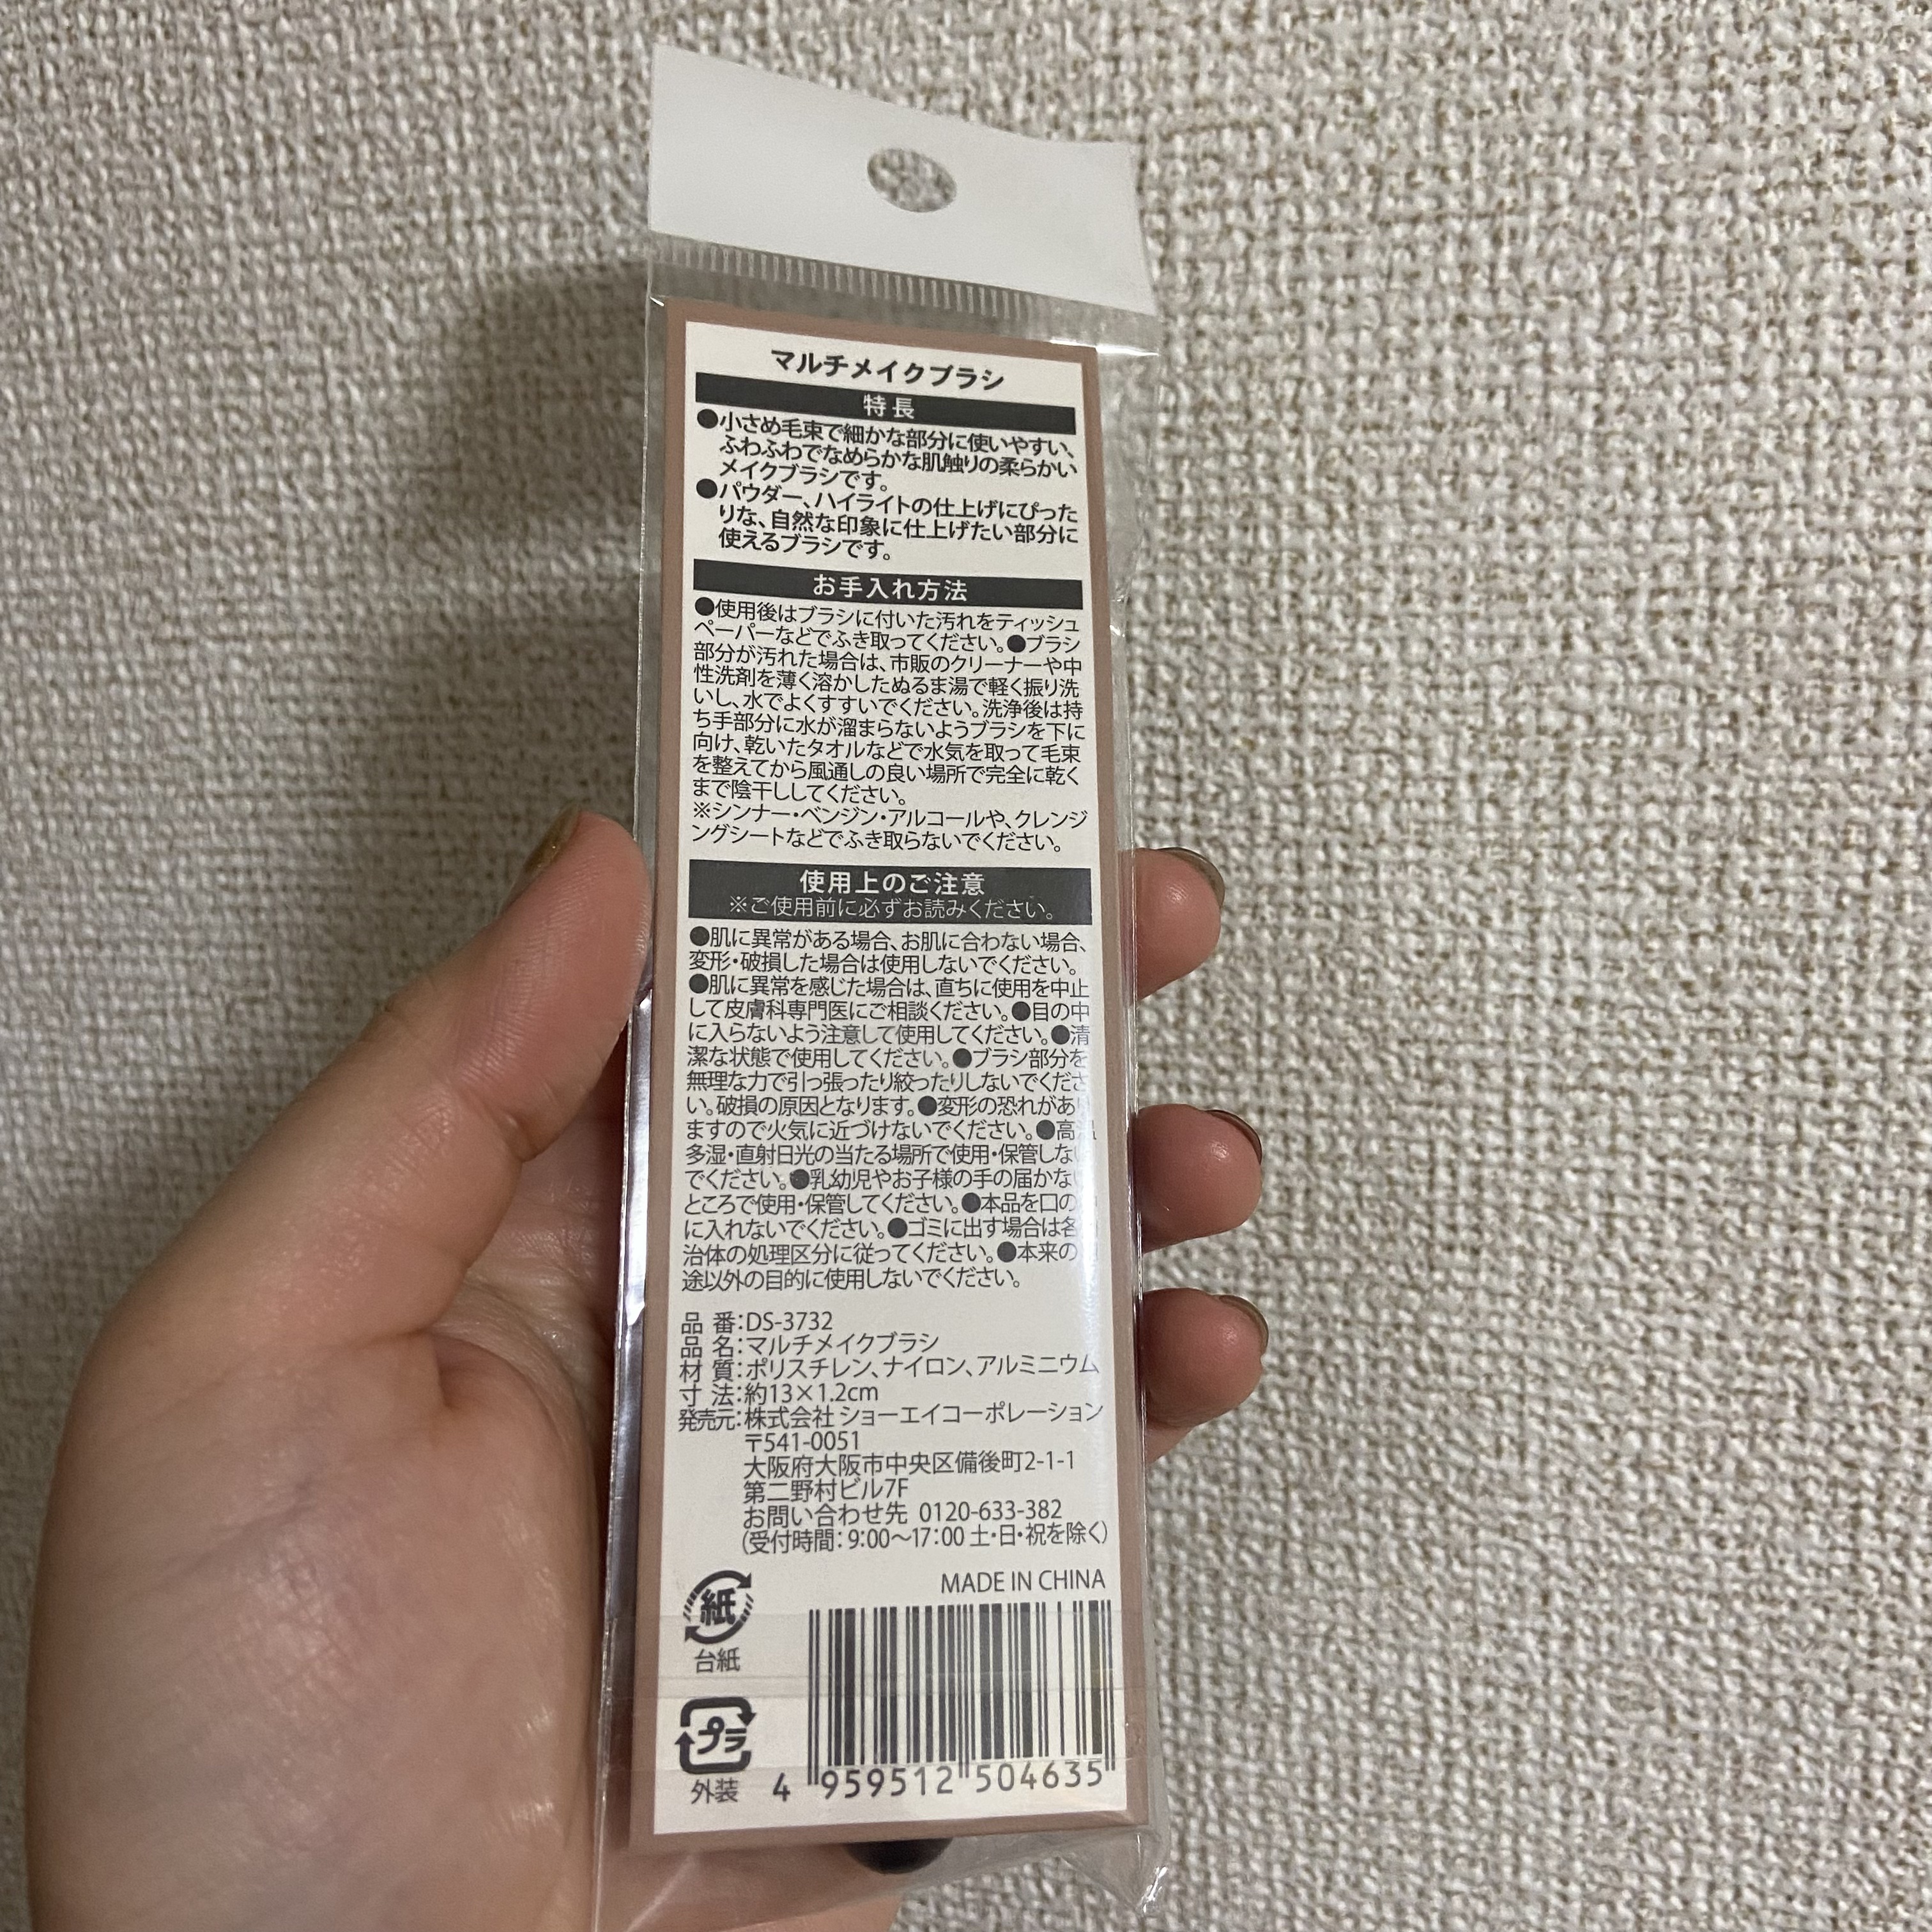 マルチメイクブラシ
特長
●小さめ毛束で細かな部分に使いやすい、
ふわふわでなめらかな肌触りの柔らかい
メイクブラシです。
●パウダー、ハイライトの仕上げにぴった
りな、自然な印象に仕上げたい部分に
使えるブラシです。
お手入れ方法
●使用後はブラシに付いた汚れをティッシュ
ペーパーなどでふき取ってください。●ブラシ
部分が汚れた場合は、市販のクリーナーや中
性洗剤を薄く溶かしたぬるま湯で軽く振り洗
いし、水でよくすすいでください。洗浄後は持
ち手部分に水が溜まらないようブラシを下に
向け、乾いたタオルなどで水気を取って毛束
を整えてから風通しの良い場所で完全に乾く
まで陰干ししてください。
※シンナー・ベンジン・アルコールや、クレンジ
ングシートなどでふき取らないでください。
使用上のご注意
※ご使用前に必ずお読みください。
●肌に異常がある場合、お肌に合わない場合、
変形・破損した場合は使用しないでください。
●肌に異常を感じた場合は、直ちに使用を中止
して皮膚科専門医にご相談ください。●目の中
に入らないよう注意して使用してください。●清
潔な状態で使用してください。●ブラシ部分を
無理な力で引っ張ったり絞ったりしないでくださ
い。破損の原因となります。●変形の恐れがあり
ますので火気に近づけないでください。●高温
多湿・直射日光の当たる場所で使用・保管しない
でください。●乳幼児やお子様の手の届かない
ところで使用・保管してください。●本品を口の中
に入れないでください。●ゴミに出す場合は各自
治体の処理区分に従ってください。●本来の用
途以外の目的に使用しないでください。
品番:DS-3732
品名:マルチメイクブラシ
材質:ポリスチレン、ナイロン、アルミニウム
寸法:約13×1.2cm
発売元:株式会社 ショーエイコーポレーション
〒541-0051
大阪府大阪市中央区備後町2-1-1
第二野村ビル7F
お問い合わせ先 0120-633-382
(受付時間:9:00～17:00 土・日・祝を除く)
MADE IN CHINA
紙
台紙
プラ
外装
4 959512 504635